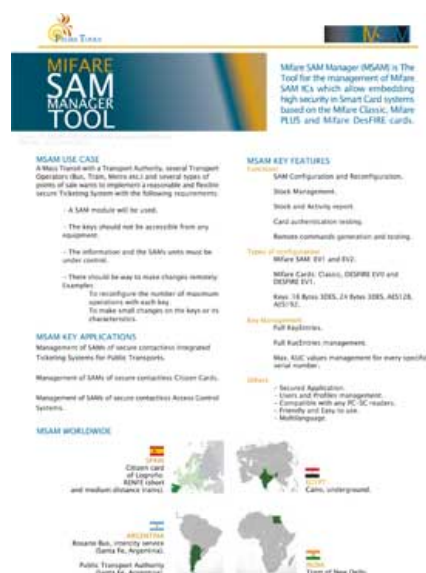 MIFARE
SAM
MANAGER
TOOL
Mifare SAM Manager (MSAM) is The
Tool for the management of Mifare
SAM ICs which allow embedding
high security in Smart Card systems
based on the Mifare Classic, Mifare
PLUS and Mifare DesFIRE cards.
MSAM USE CASE
A Mass Transit with a Transport Authority, several Transport
Operators (Bus, Tram, Metro etc.) and several types of
points of sale wants to implement a reasonable and flexible
secure Ticketing System with the following requirements:
- A SAM module will be used.
- The keys should not be accessible from any
equipment.
- The information and the SAMs units must be
under control.
- There should be way to make changes remotely.
Examples:
To reconfigure the number of maximum
operations with each key.
To make small changes on the keys or its
characteristics.
MSAM KEY APPLICATIONS
Management of SAMs of secure contactless integrated
Ticketing Systems for Public Transports.
Management of SAMs of secure contactless Citizen Cards.
Management of SAMs of secure contactless Access Control
Systems.
MSAM KEY FEATURES
Functions
SAM Configuration and Reconfiguration.
Stock Management.
Stock and Activity report.
Card authentication testing.
Remote commands generation and testing.
Types of configuration
Mifare SAM: EV1 and EV2.
Mifare Cards: Classic, DESFIRE EV0 and
DESFIRE EV1.
Keys: 16 Bytes 3DES, 24 Bytes 3DES, AES128,
AES192.
Key Management
Full KeyEntries.
Full KucEntries management.
Max. KUC values management for every specific
serial number.
Others
- Secured Application.
- Users and Profiles management.
- Compatible with any PC-SC readers.
- Friendly and Easy to use.
- Multilanguage.
MSAM WORLDWIDE
SPAIN
Citizen card
of Logroño.
RENFE (short
and medium distance trains).
EGYPT
Cairo, underground.
ARGENTINA
Rosario Bus, intercity service
(Santa Fe, Argentina).
Public Transport Authority
(Santa Fe, Argentina).
INDIA
Tram of New Delhi